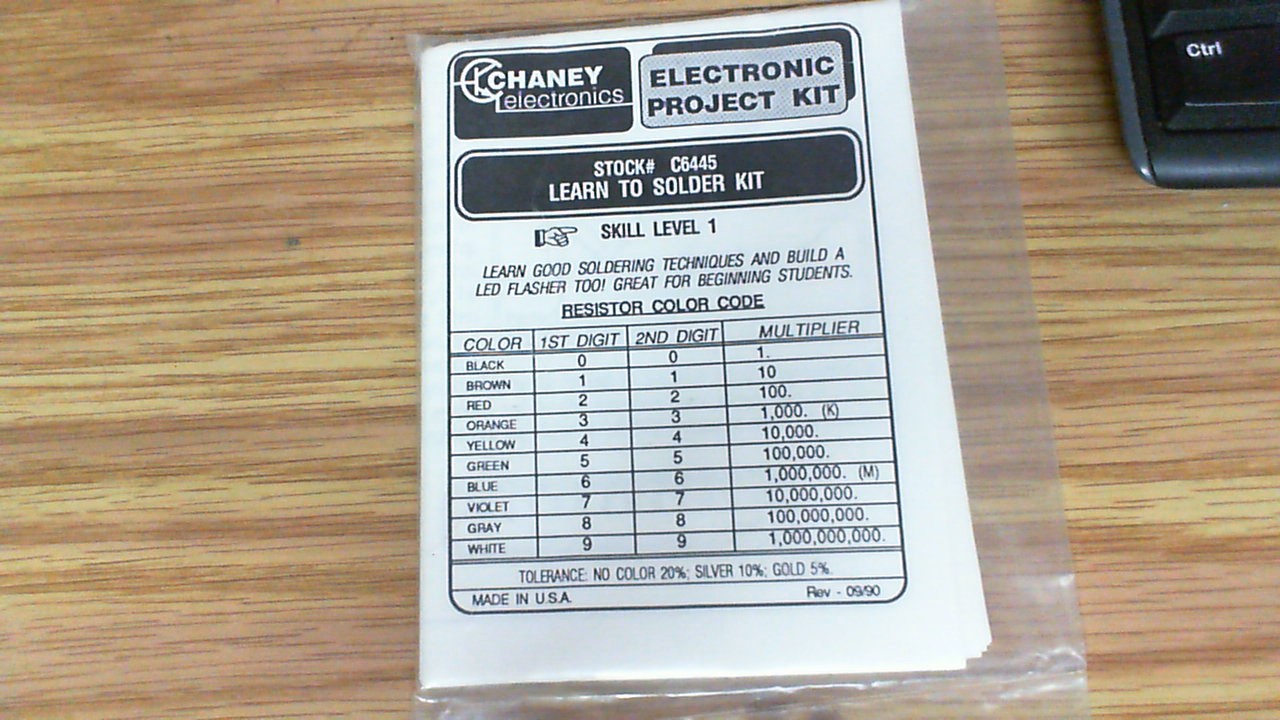 CHANEY
electronics
ELECTRONIC
PROJECT KIT
STOCK# C6445
LEARN TO SOLDER KIT
SKILL LEVEL 1
LEARN GOOD SOLDERING TECHNIQUES AND BUILD A
LED FLASHER TOO! GREAT FOR BEGINNING STUDENTS.
RESISTOR COLOR CODE
COLOR 1ST DIGIT 2ND DIGIT MULTIPLIER
BLACK 0 0 1.
BROWN 1 1 10
RED 2 2 100.
ORANGE 3 3 1,000. (K)
YELLOW 4 4 10,000.
GREEN 5 5 100,000.
BLUE 6 6 1,000,000. (M)
VIOLET 7 7 10,000,000.
GRAY 8 8 100,000,000.
WHITE 9 9 1,000,000,000.
TOLERANCE: NO COLOR 20%; SILVER 10%; GOLD 5%.
MADE IN U.S.A. Rev - 09/90
Ctrl